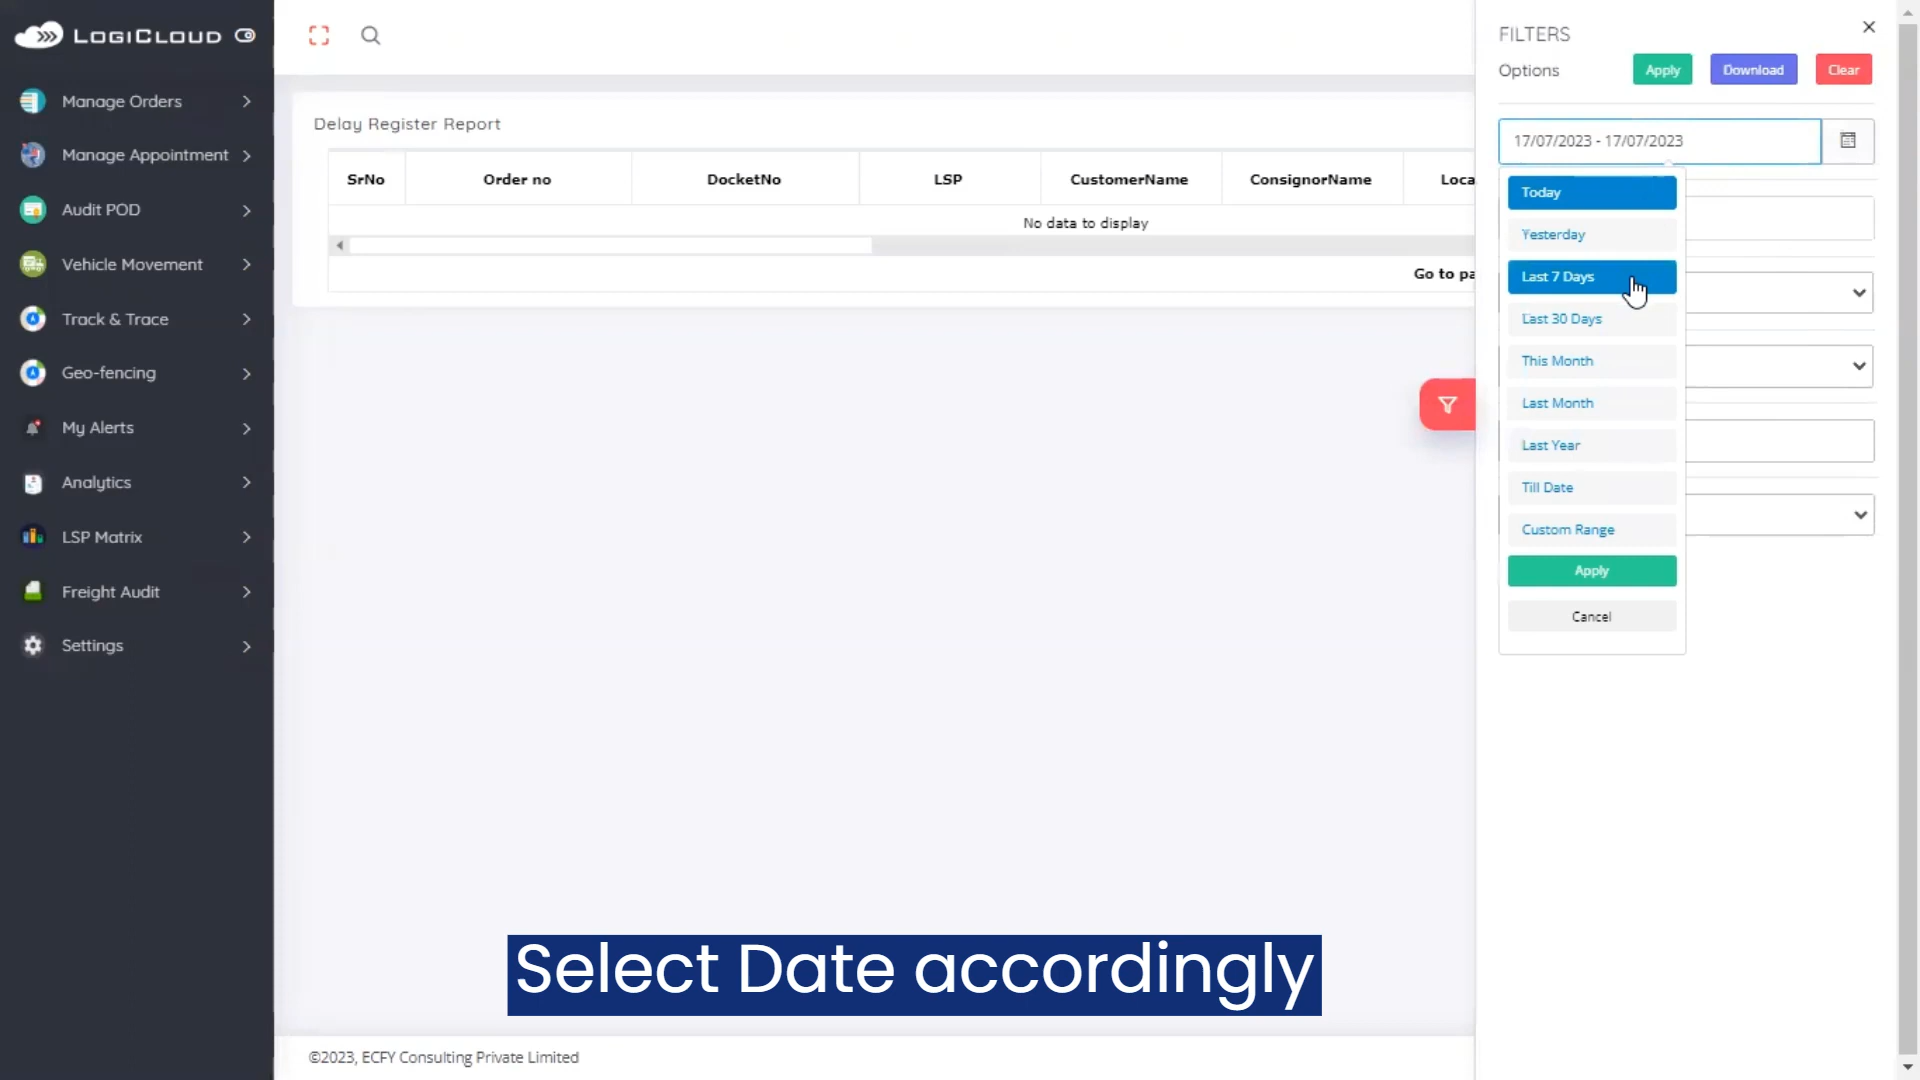 LOGICLOUD
Manage Orders
Manage Appointment
Audit POD
Vehicle Movement
Track & Trace
Geo-fencing
My Alerts
Analytics
LSP Matrix
Freight Audit
Settings
Delay Register Report
SrNo Order no DocketNo LSP CustomerName ConsignorName Loca
No data to display
Go to pa
FILTERS
Options Apply Download Clear
17/07/2023 - 17/07/2023
Today
Yesterday
Last 7 Days
Last 30 Days
This Month
Last Month
Last Year
Till Date
Custom Range
Apply
Cancel
Select Date accordingly
©2023, ECFY Consulting Private Limited